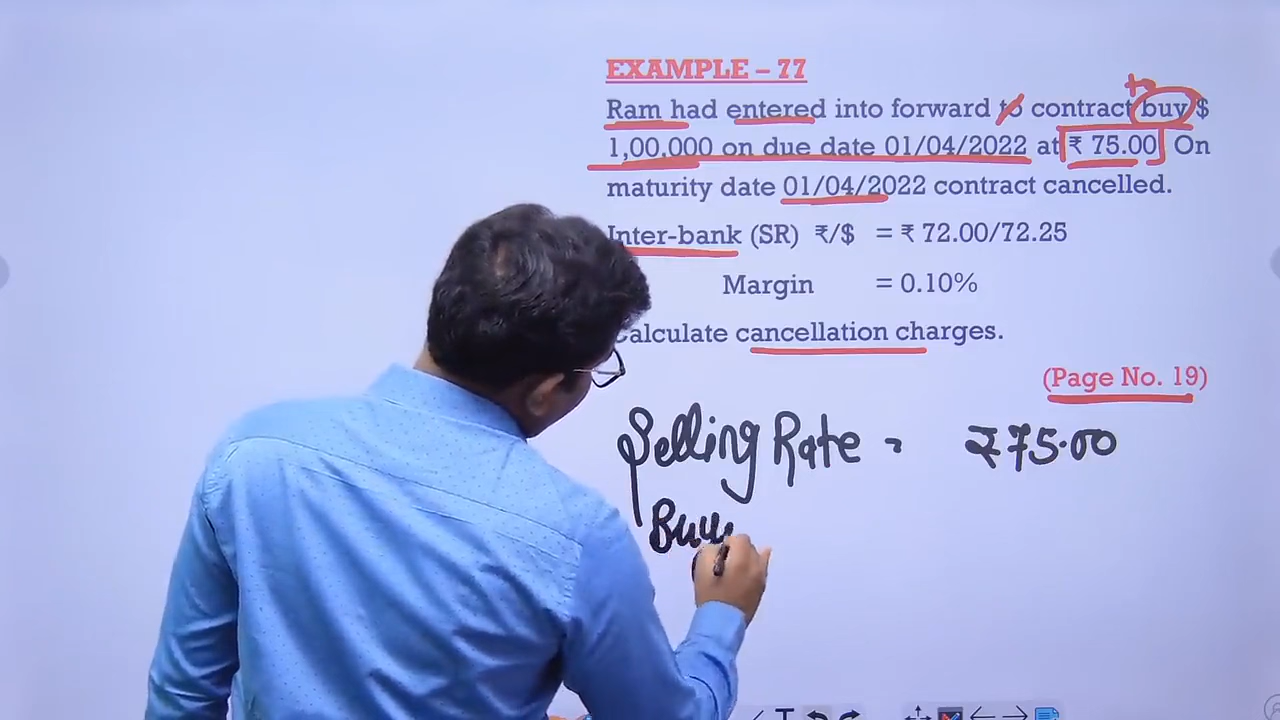 EXAMPLE – 77
Ram had entered into forward to contract to buy $
1,00,000 on due date 01/04/2022 at ₹ 75.00 On
maturity date 01/04/2022 contract cancelled.
Inter-bank (SR) ₹/$ = ₹ 72.00/72.25
Margin = 0.10%
Calculate cancellation charges.
(Page No. 19)
Selling Rate = ₹75.00
Buy